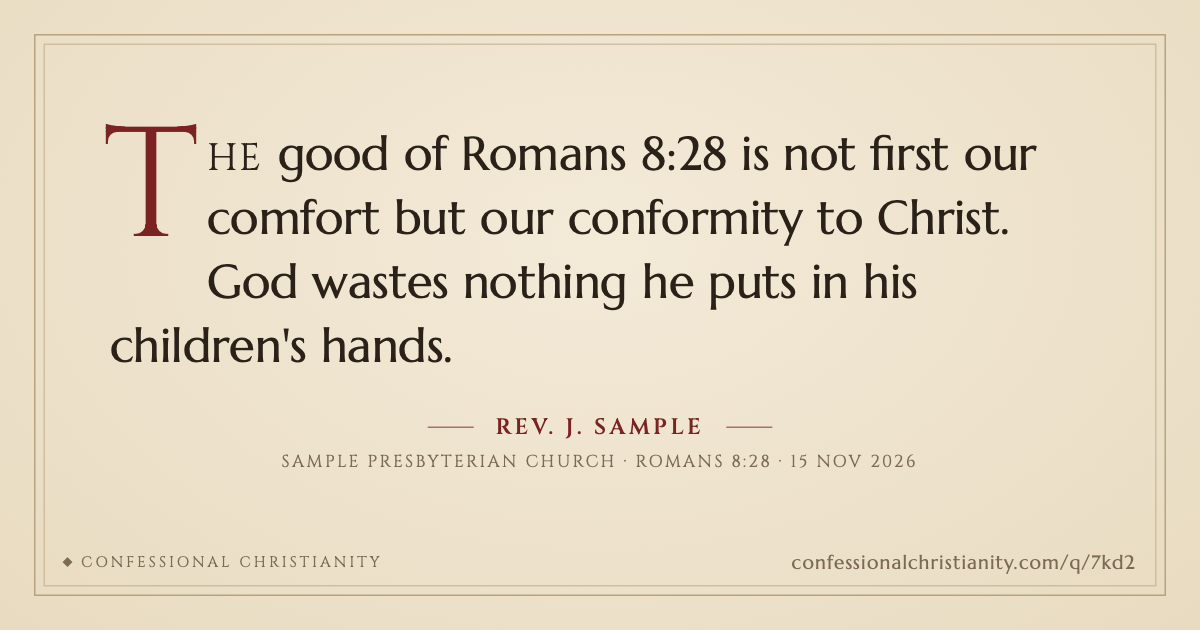 THE good of Romans 8:28 is not first our
comfort but our conformity to Christ.
God wastes nothing he puts in his
children's hands.
REV. J. SAMPLE
SAMPLE PRESBYTERIAN CHURCH · ROMANS 8:28 · 15 NOV 2026
◆ CONFESSIONAL CHRISTIANITY
confessionalchristianity.com/q/7kd2